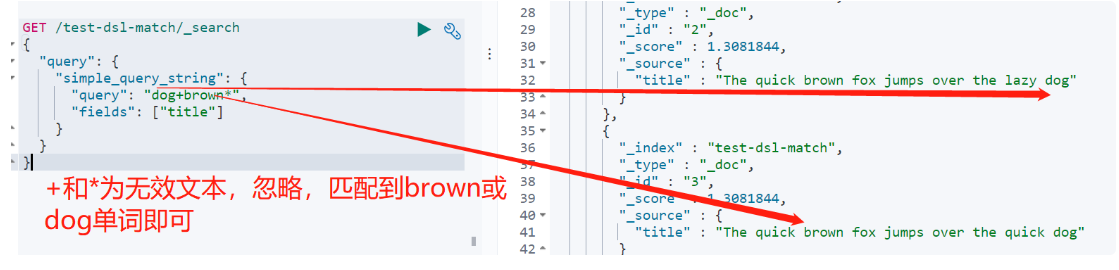 GET /test-dsl-match/_search
{
"query": {
"simple_query_string": {
"query": "dog+brown*",
"fields": ["title"]
}
}
}
+和*为无效文本，忽略，匹配到brown或
dog单词即可
28 "_type" : "_doc",
29 "_id" : "2",
30 "_score" : 1.3081844,
31 "_source" : {
32 "title" : "The quick brown fox jumps over the lazy dog"
33 }
34 },
35 {
36 "_index" : "test-dsl-match",
37 "_type" : "_doc",
38 "_id" : "3",
39 "_score" : 1.3081844,
40 "_source" : {
41 "title" : "The quick brown fox jumps over the quick dog"
42 }